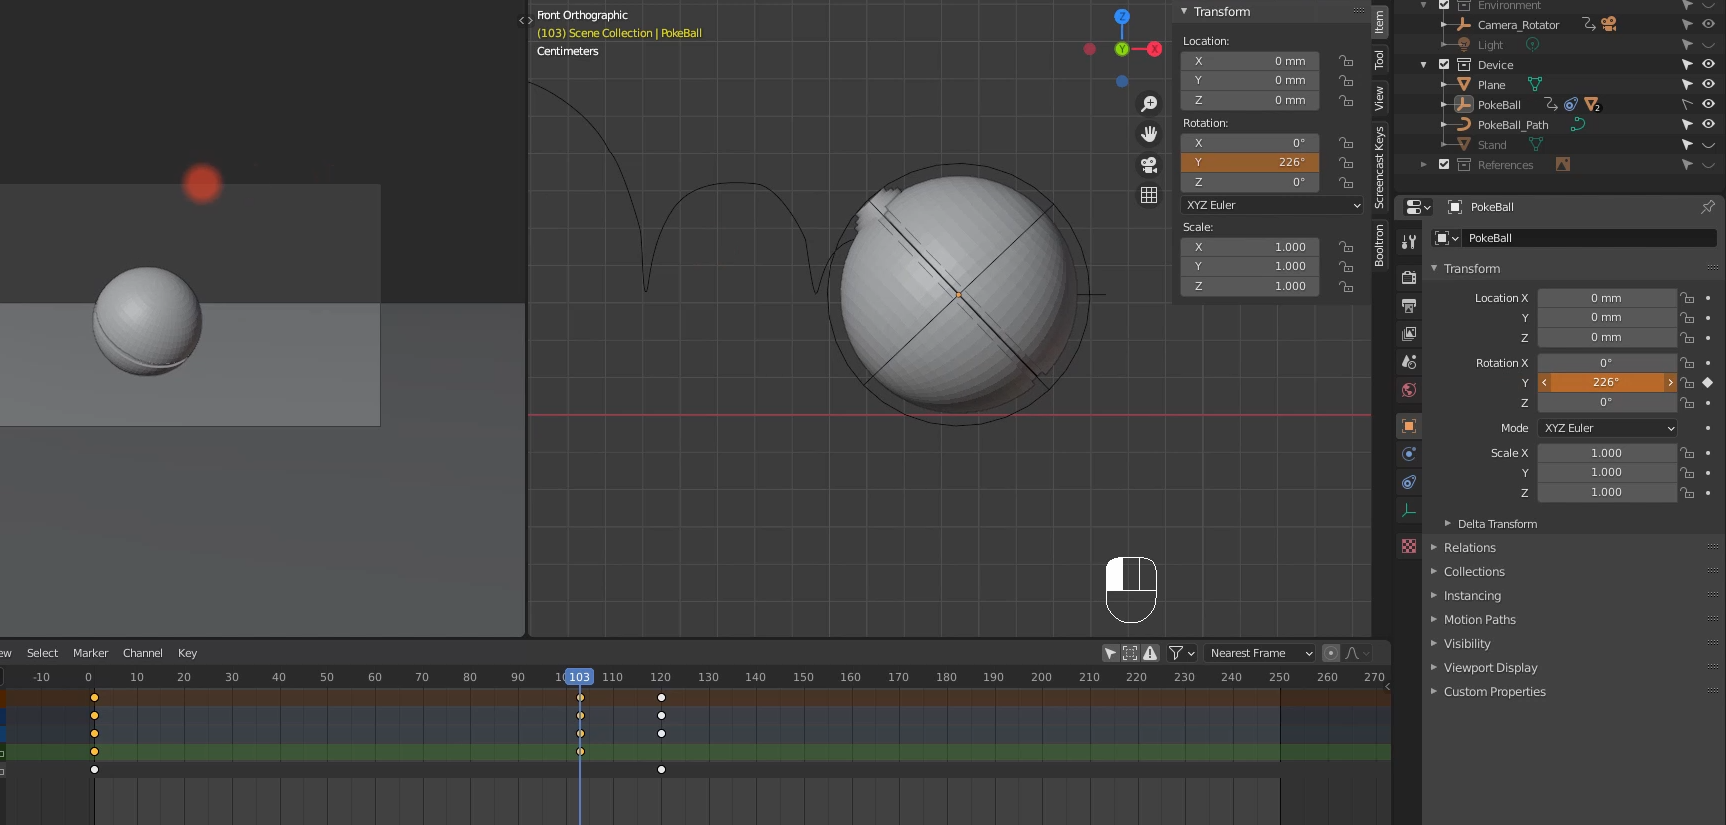 Front Orthographic
(103) Scene Collection | PokeBall
Centimeters
Z
Y
X
Transform
Location:
X 0 mm
Y 0 mm
Z 0 mm
Rotation:
X 0°
Y 226°
Z 0°
XYZ Euler
Scale:
X 1.000
Y 1.000
Z 1.000
Item
Tool
View
Screencast Keys
Booltron
Environment
Camera_Rotator
Light
Device
Plane
PokeBall 2
PokeBall_Path
Stand
References
PokeBall
PokeBall
Transform
Location X 0 mm
Y 0 mm
Z 0 mm
Rotation X 0°
Y 226°
Z 0°
Mode XYZ Euler
Scale X 1.000
Y 1.000
Z 1.000
Delta Transform
Relations
Collections
Instancing
Motion Paths
Visibility
Viewport Display
Custom Properties
ew Select Marker Channel Key Nearest Frame
-10 0 10 20 30 40 50 60 70 80 90 10 103 110 120 130 140 150 160 170 180 190 200 210 220 230 240 250 260 270